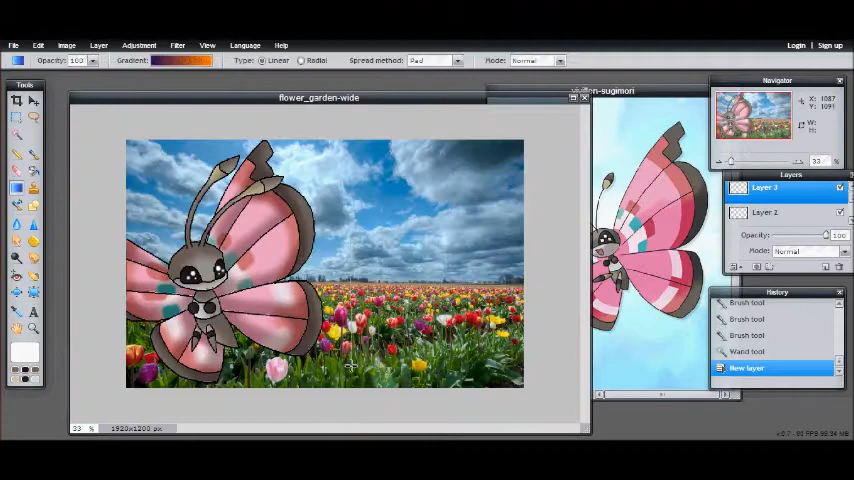 File Edit Image Layer Adjustment Filter View Language Help Login | Sign up
Opacity: 100 Gradient: Type: Linear Radial Spread method: Pad Mode: Normal
Tools
flower_garden-wide
Navigator
X: 1087
Y: 1091
W:
H:
33 %
Layers
Layer 3
Layer 2
Opacity: 100
Mode: Normal
History
Brush tool
Brush tool
Brush tool
Wand tool
New layer
33 % 1920x1200 px